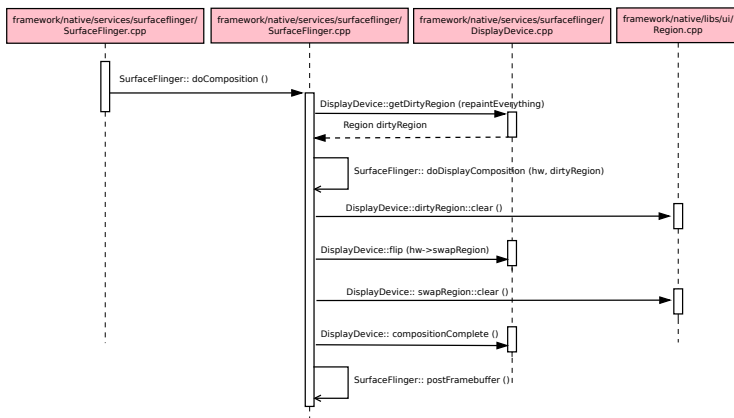 framework/native/services/surfaceflinger/
SurfaceFlinger.cpp
framework/native/services/surfaceflinger/
SurfaceFlinger.cpp
framework/native/services/surfaceflinger/
DisplayDevice.cpp
framework/native/libs/ui/
Region.cpp
SurfaceFlinger:: doComposition ()
DisplayDevice::getDirtyRegion (repaintEverything)
Region dirtyRegion
SurfaceFlinger:: doDisplayComposition (hw, dirtyRegion)
DisplayDevice::dirtyRegion::clear ()
DisplayDevice::flip (hw->swapRegion)
DisplayDevice:: swapRegion::clear ()
DisplayDevice:: compositionComplete ()
SurfaceFlinger:: postFramebuffer ()